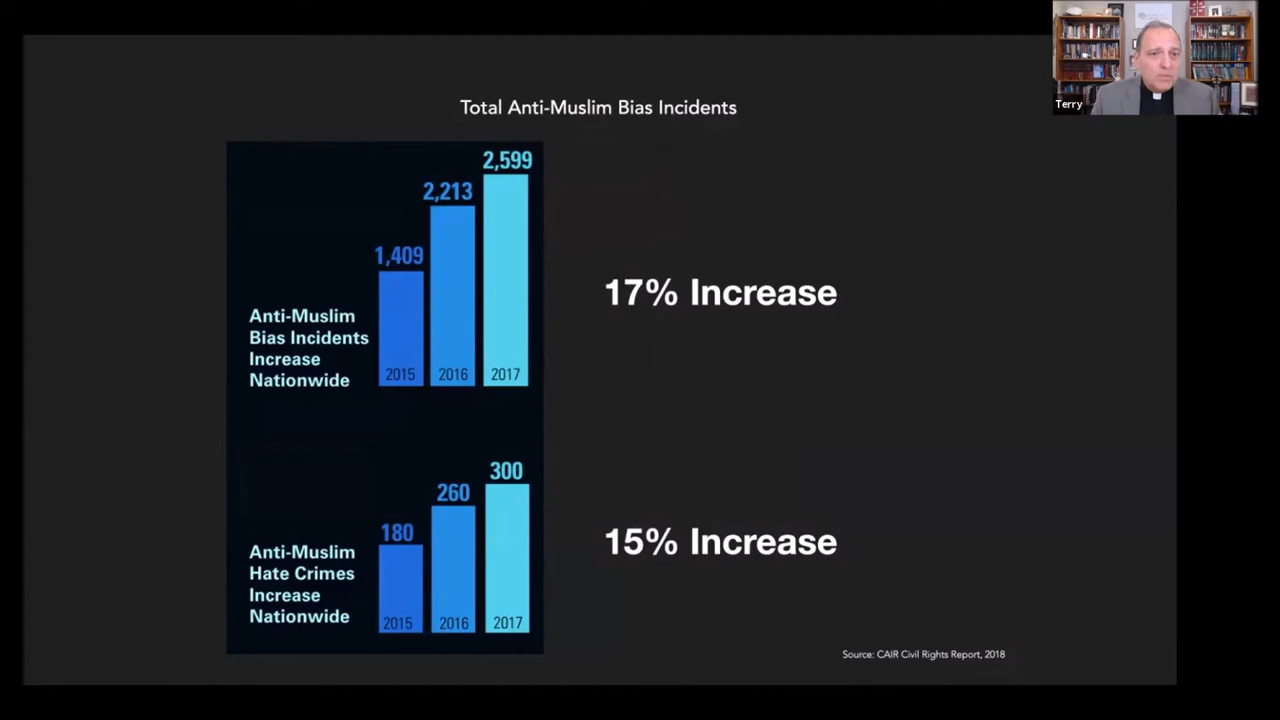 Total Anti-Muslim Bias Incidents
Terry
2,599
2,213
1,409
Anti-Muslim
Bias Incidents
Increase
Nationwide
2015
2016
2017
17% Increase
300
260
180
Anti-Muslim
Hate Crimes
Increase
Nationwide
2015
2016
2017
15% Increase
Source: CAIR Civil Rights Report, 2018